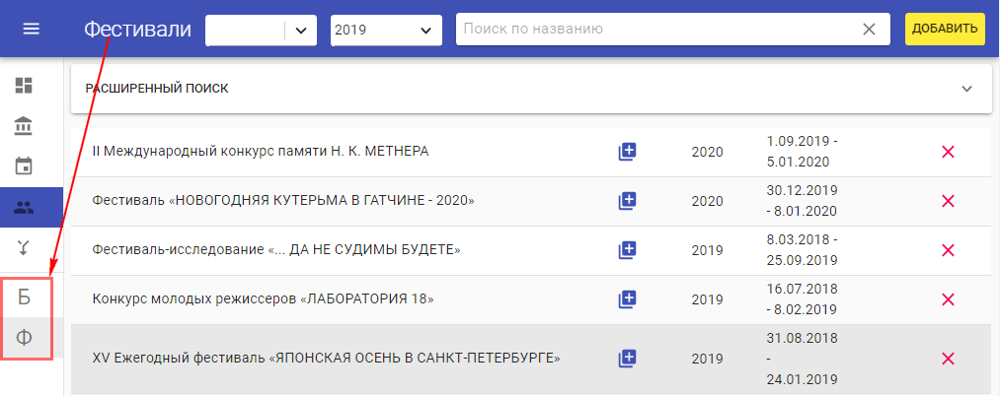 Фестивали 2019 Поиск по названию ДОБАВИТЬ
РАСШИРЕННЫЙ ПОИСК
II Международный конкурс памяти Н. К. МЕТНЕРА 2020 1.09.2019 -
5.01.2020
Фестиваль «НОВОГОДНЯЯ КУТЕРЬМА В ГАТЧИНЕ - 2020» 2020 30.12.2019
- 8.01.2020
Фестиваль-исследование «... ДА НЕ СУДИМЫ БУДЕТЕ» 2019 8.03.2018 -
25.09.2019
Б
Конкурс молодых режиссеров «ЛАБОРАТОРИЯ 18» 2019 16.07.2018
- 8.02.2019
Ф
XV Ежегодный фестиваль «ЯПОНСКАЯ ОСЕНЬ В САНКТ-ПЕТЕРБУРГЕ» 2019 31.08.2018
-
24.01.2019